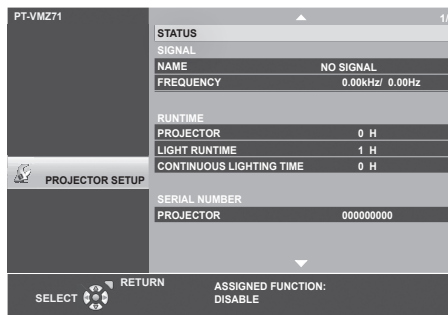 PT-VMZ71 1/
STATUS
SIGNAL
NAME NO SIGNAL
FREQUENCY 0.00kHz/ 0.00Hz
RUNTIME
PROJECTOR 0 H
LIGHT RUNTIME 1 H
CONTINUOUS LIGHTING TIME 0 H
PROJECTOR SETUP
SERIAL NUMBER
PROJECTOR 000000000
RETURN
SELECT
ASSIGNED FUNCTION:
DISABLE